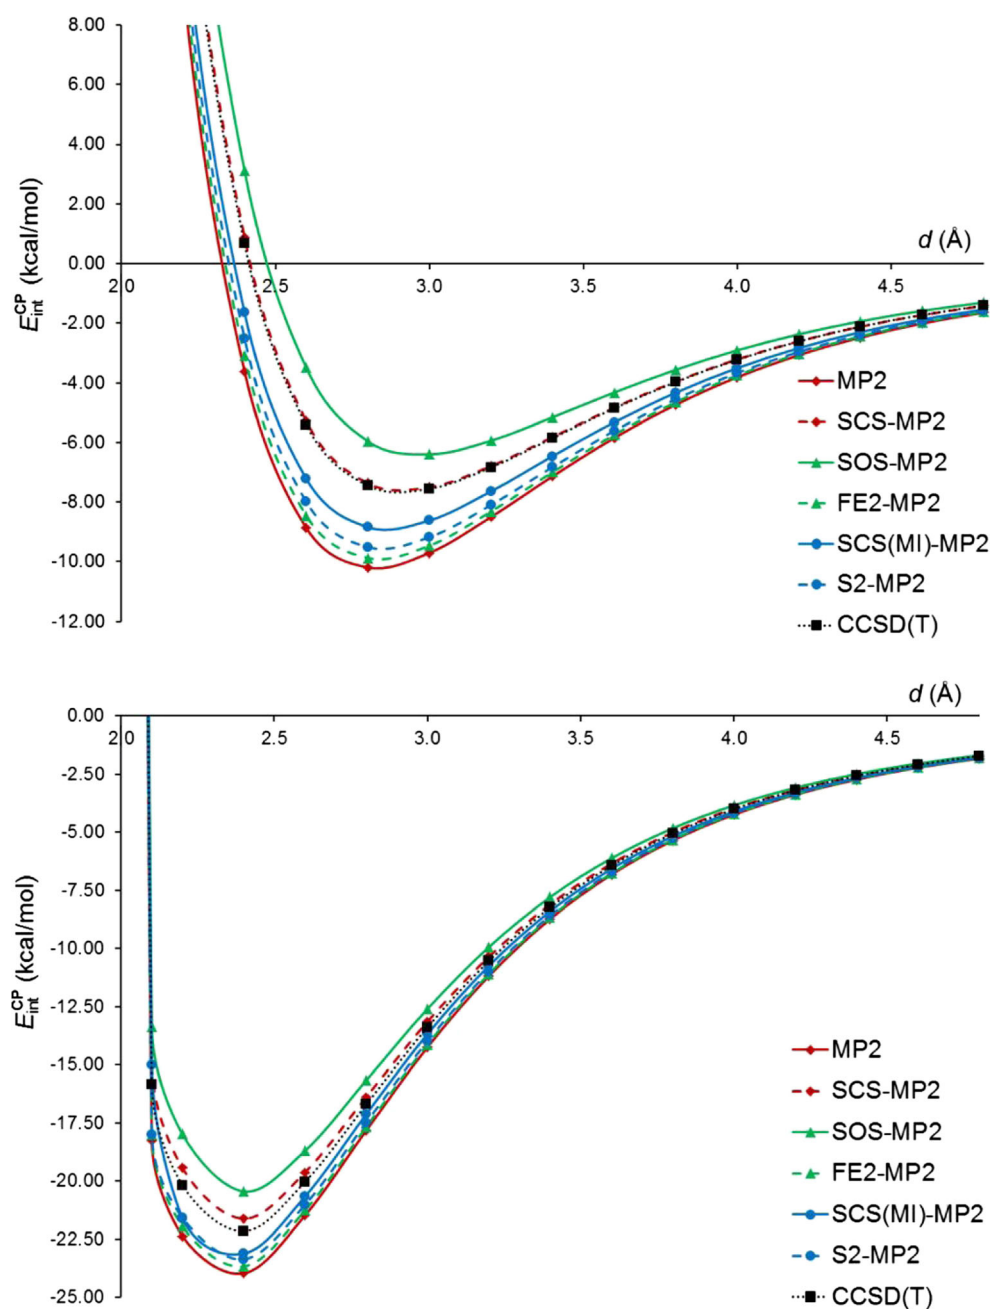 8.00
6.00
4.00
2.00
0.00
-2.00
-4.00
-6.00
-8.00
-10.00
-12.00
E_int^CP (kcal/mol)
d (Å)
2.0 2.5 3.0 3.5 4.0 4.5
MP2
SCS-MP2
SOS-MP2
FE2-MP2
SCS(MI)-MP2
S2-MP2
CCSD(T)
d (Å)
0.00
-2.50
-5.00
-7.50
-10.00
-12.50
-15.00
-17.50
-20.00
-22.50
-25.00
E_int^CP (kcal/mol)
2.0 2.5 3.0 3.5 4.0 4.5
MP2
SCS-MP2
SOS-MP2
FE2-MP2
SCS(MI)-MP2
S2-MP2
CCSD(T)